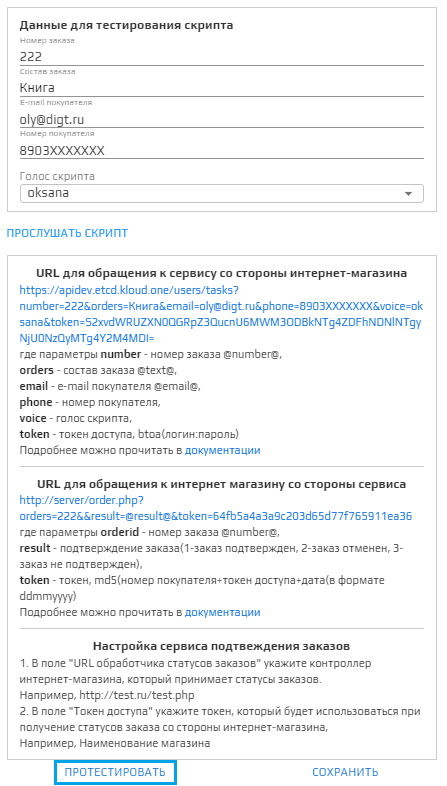 Данные для тестирования скрипта
Номер заказа
222
Состав заказа
Книга
E-mail покупателя
oly@digt.ru
Номер покупателя
8903XXXXXXX
Голос скрипта
oksana
ПРОСЛУШАТЬ СКРИПТ
URL для обращения к сервису со стороны интернет-магазина
https://apidev.etcd.kloud.one/users/tasks?
number=222&orders=Книга&email=oly@digt.ru&phone=8903XXXXXXX&voice=ok
sana&token=S2xvdWRUZXN0QGRpZ3QucnU6MWM3ODBkNTg4ZDFhNDNlNTgy
NjU0NzQyMTg4Y2M4MDI=
где параметры number - номер заказа @number@,
orders - состав заказа @text@,
email - e-mail покупателя @email@,
phone - номер покупателя,
voice - голос скрипта,
token - токен доступа, btoa(логин:пароль)
Подробнее можно прочитать в документации
URL для обращения к интернет магазину со стороны сервиса
http://server/order.php?
orders=222&&result=@result@&token=64fb5a4a3a9c203d65d77f765911ea36
где параметры orderid - номер заказа @number@,
result - подтверждение заказа(1-заказ подтвержден, 2-заказ отменен, 3-
заказ не подтвержден),
token - токен, md5(номер покупателя+токен доступа+дата(в формате
ddmmyyyy)
Подробнее можно прочитать в документации
Настройка сервиса подтвеждения заказов
1. В поле "URL обработчика статусов заказов" укажите контроллер
интернет-магазина, который принимает статусы заказов.
Например, http://test.ru/test.php
2. В поле "Токен доступа" укажите токен, который будет использоваться при
получение статусов заказа со стороны интернет-магазина,
Например, Наименование магазина
ПРОТЕСТИРОВАТЬ
СОХРАНИТЬ